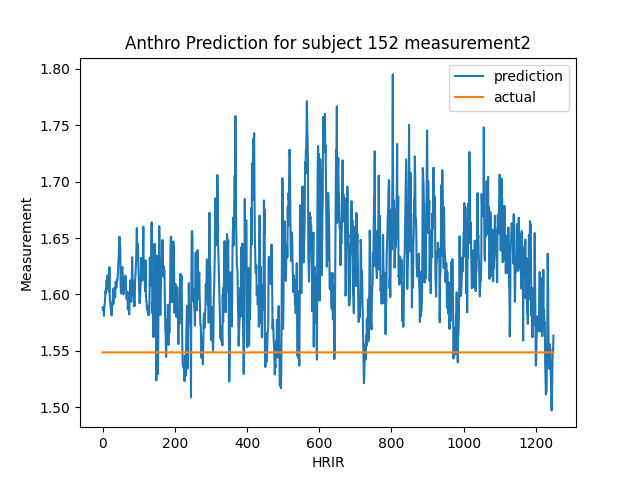 Anthro Prediction for subject 152 measurement2
prediction
actual
1.80
1.75
1.70
1.65
1.60
1.55
1.50
Measurement
0 200 400 600 800 1000 1200
HRIR